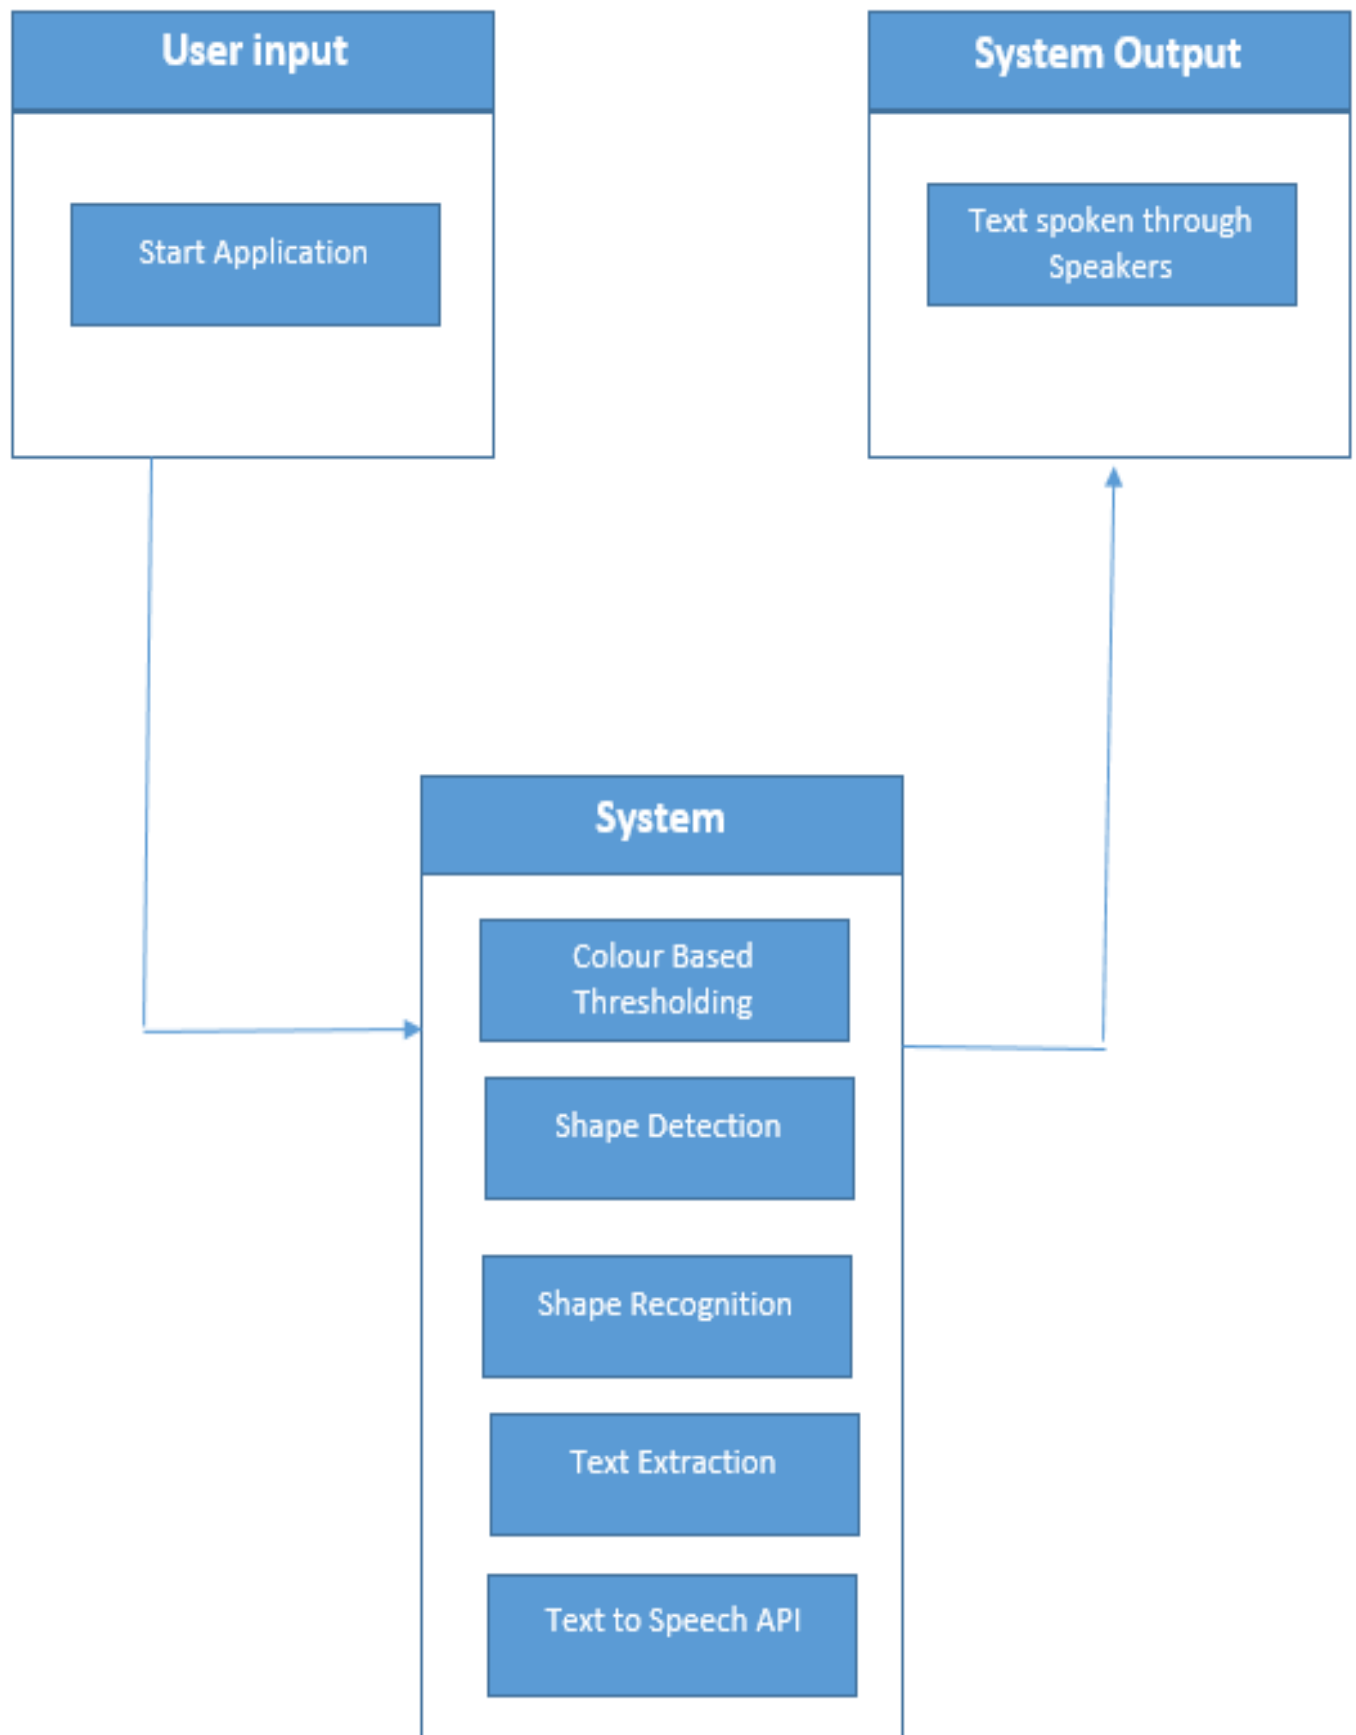 User input
Start Application
System Output
Text spoken through
Speakers
System
Colour Based
Thresholding
Shape Detection
Shape Recognition
Text Extraction
Text to Speech API